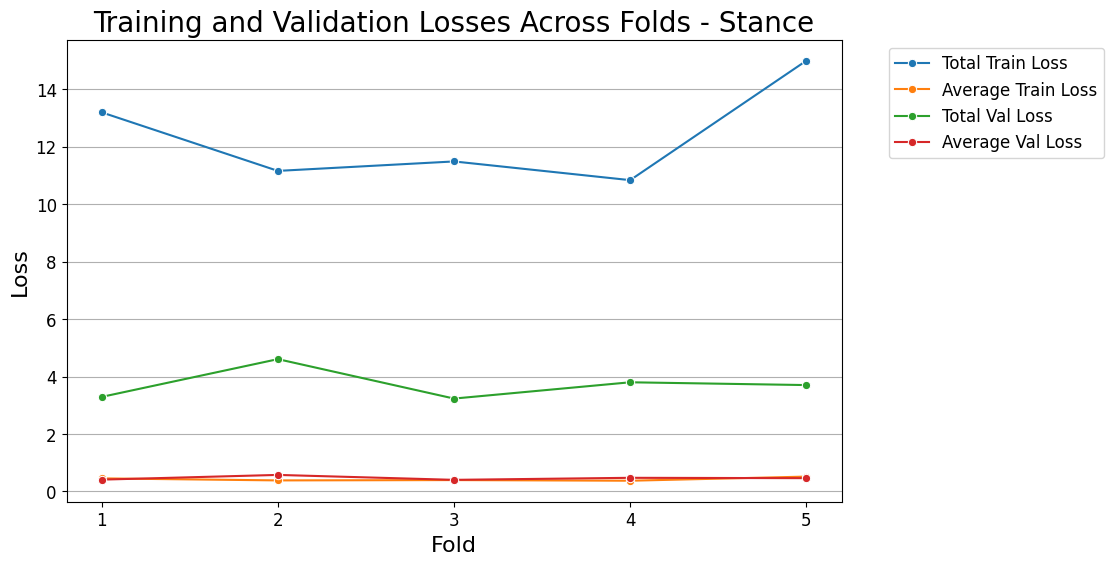 Training and Validation Losses Across Folds - Stance
Total Train Loss
Average Train Loss
Total Val Loss
Average Val Loss
Loss
14
12
10
8
6
4
2
0
1 2 3 4 5
Fold